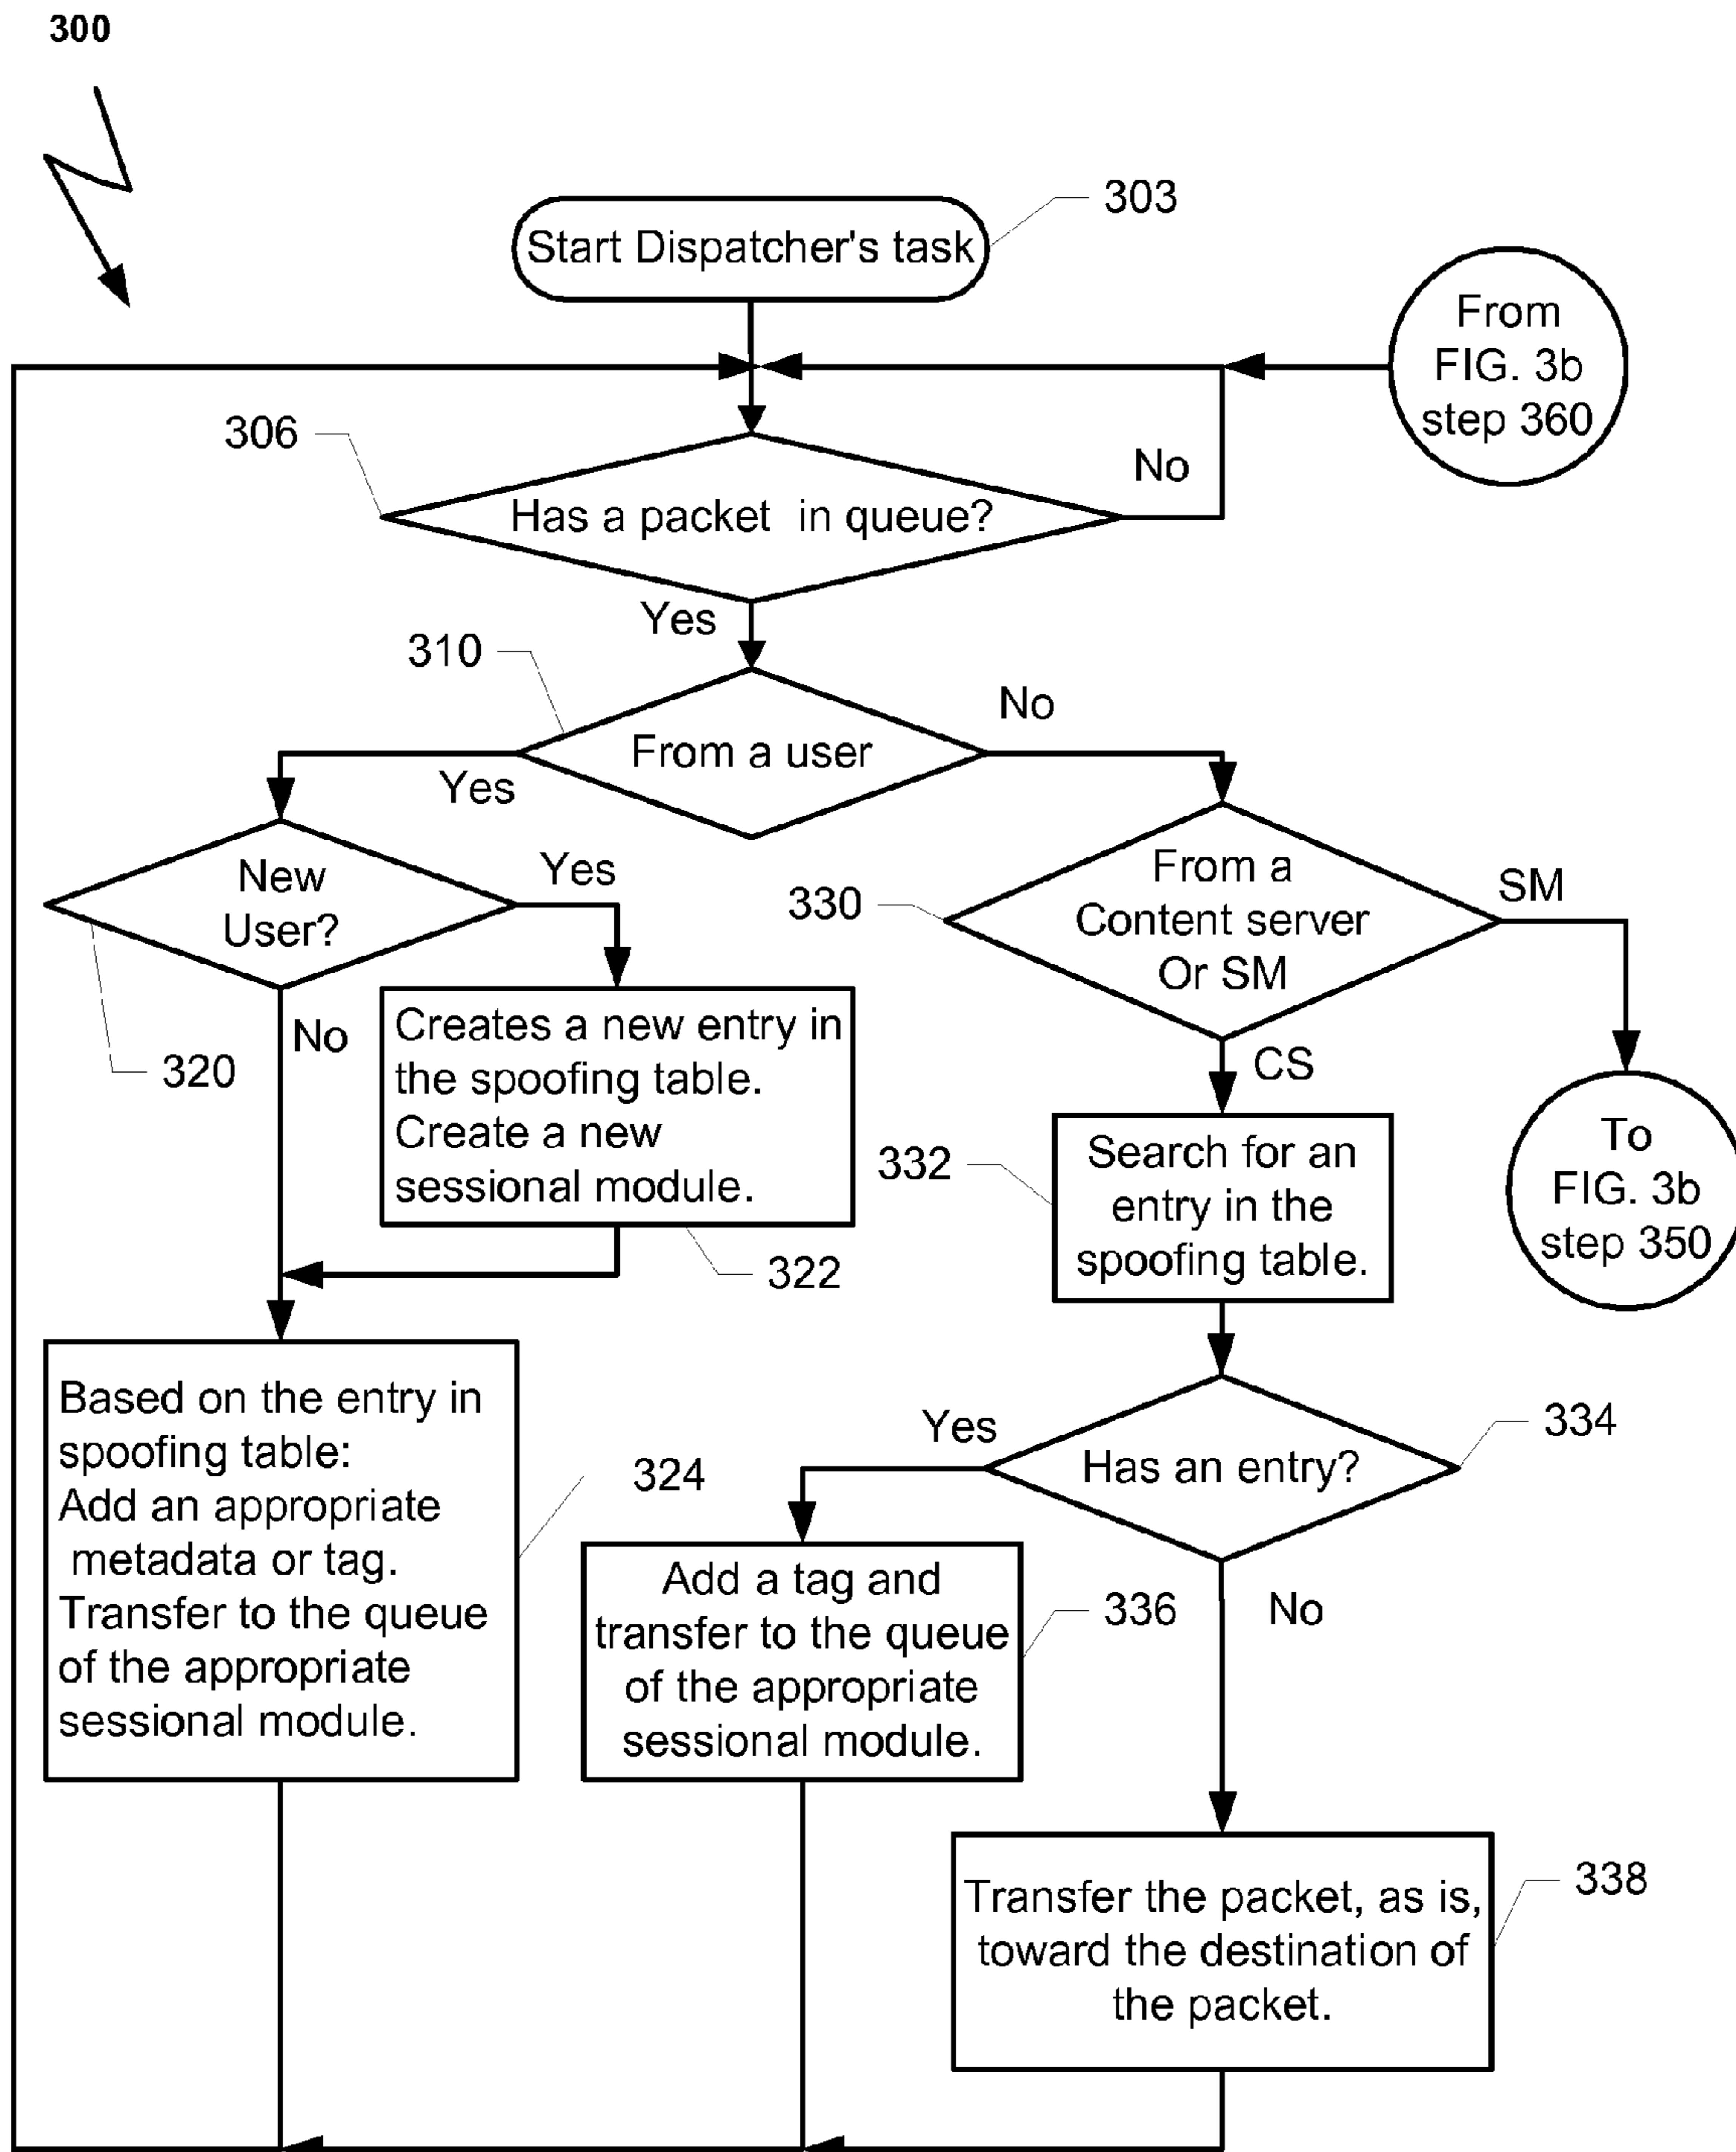 300
303
Start Dispatcher's task
From
FIG. 3b
step 360
306
No
Has a packet in queue?
Yes
310
No
From a user
Yes
New
User?
Yes
From a
Content server
Or SM
SM
330
No
Creates a new entry in
the spoofing table.
Create a new
sessional module.
320
322
CS
332
Search for an
entry in the
spoofing table.
To
FIG. 3b
step 350
Based on the entry in
spoofing table:
Add an appropriate
metadata or tag.
Transfer to the queue
of the appropriate
sessional module.
324
Yes
Has an entry?
334
Add a tag and
transfer to the queue
of the appropriate
sessional module.
336
No
338
Transfer the packet, as is,
toward the destination of
the packet.